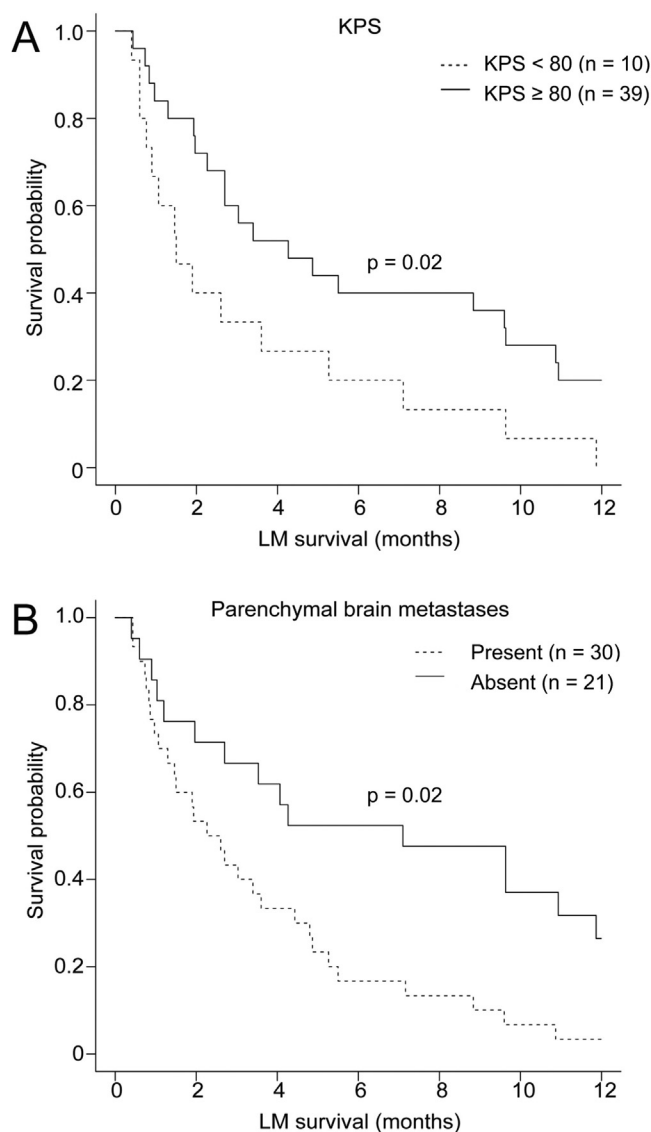 A
KPS
KPS < 80 (n = 10)
KPS ≥ 80 (n = 39)
p = 0.02
Survival probability
1.0
0.8
0.6
0.4
0.2
0
0 2 4 6 8 10 12
LM survival (months)
B
Parenchymal brain metastases
Present (n = 30)
Absent (n = 21)
p = 0.02
Survival probability
1.0
0.8
0.6
0.4
0.2
0
0 2 4 6 8 10 12
LM survival (months)